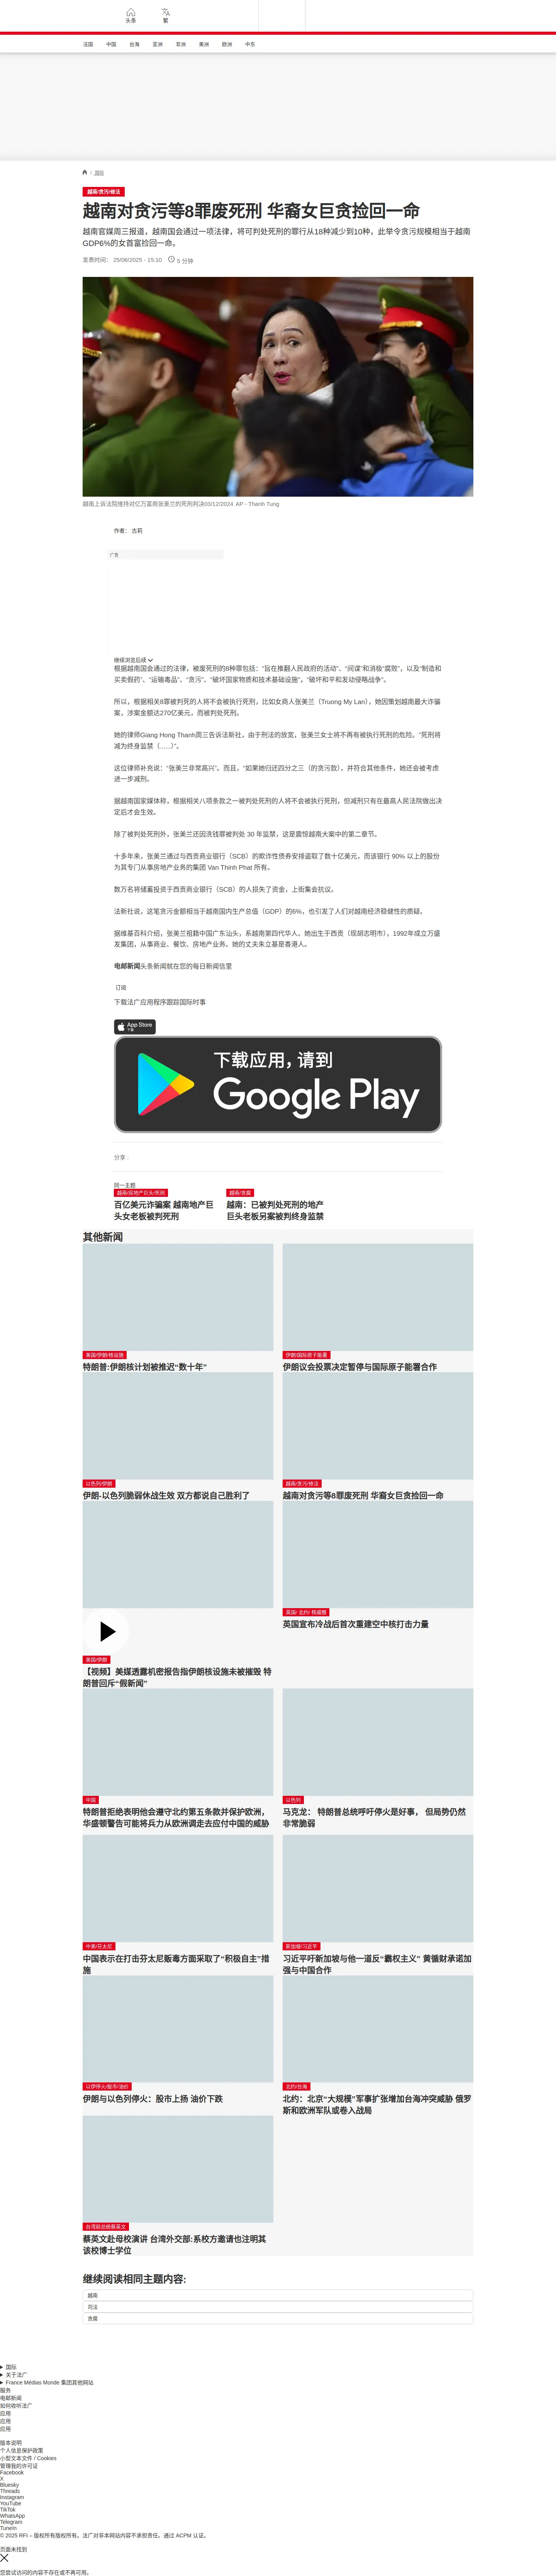 头条
繁
法国 中国 台海 亚洲 非洲 美洲 欧洲 中东
/ 国际
越南/贪污/修法
越南对贪污等8罪废死刑 华裔女巨贪捡回一命
越南官媒周三报道，越南国会通过一项法律，将可判处死刑的罪行从18种减少到10种，此举令贪污规模相当于越南
GDP6%的女首富捡回一命。
发表时间： 25/06/2025 - 15:10 5 分钟
越南上诉法院维持对亿万富商张美兰的死刑判决03/12/2024 AP - Thanh Tung
作者： 古莉
广告
继续浏览后续
根据越南国会通过的法律，被废死刑的8种罪包括：“旨在推翻人民政府的活动”、“间谍”和消极“腐败”，以及“制造和
买卖假药”、“运输毒品”、“贪污”、“破坏国家物质和技术基础设施”，“破坏和平和发动侵略战争”。
所以，根据相关8罪被判死的人将不会被执行死刑，比如女商人张美兰（Truong My Lan），她因策划越南最大诈骗
案，涉案金额达270亿美元，而被判处死刑。
她的律师Giang Hong Thanh周三告诉法新社，由于刑法的放宽，张美兰女士将不再有被执行死刑的危险。“死刑将
减为终身监禁（......）”。
这位律师补充说：“张美兰非常高兴”。而且，“如果她归还四分之三（的贪污款），并符合其他条件，她还会被考虑
进一步减刑。
据越南国家媒体称，根据相关八项条款之一被判处死刑的人将不会被执行死刑，但减刑只有在最高人民法院做出决
定后才会生效。
除了被判处死刑外，张美兰还因洗钱罪被判处 30 年监禁，这是震惊越南大案中的第二章节。
十多年来，张美兰通过与西贡商业银行（SCB）的欺诈性债券安排盗取了数十亿美元，而该银行 90% 以上的股份
为其专门从事房地产业务的集团 Van Thinh Phat 所有。
数万名将储蓄投资于西贡商业银行（SCB）的人损失了资金，上街集会抗议。
法新社说，这笔贪污金额相当于越南国内生产总值（GDP）的6%，也引发了人们对越南经济稳健性的质疑。
据维基百科介绍，张美兰祖籍中国广东汕头，系越南第四代华人。她出生于西贡（现胡志明市），1992年成立万盛
发集团，从事商业、餐饮、房地产业务。她的丈夫朱立基是香港人。
电邮新闻头条新闻就在您的每日新闻信里
订阅
下载法广应用程序跟踪国际时事
App Store
下载
下载应用，请到
Google Play
分享 :
同一主题
越南/房地产巨头/死刑
百亿美元诈骗案 越南地产巨
头女老板被判死刑
越南/贪腐
越南：已被判处死刑的地产
巨头老板另案被判终身监禁
其他新闻
美国/伊朗/核设施
特朗普:伊朗核计划被推迟“数十年”
伊朗/国际原子能署
伊朗议会投票决定暂停与国际原子能署合作
以色列/伊朗
伊朗-以色列脆弱休战生效 双方都说自己胜利了
越南/贪污/修法
越南对贪污等8罪废死刑 华裔女巨贪捡回一命
美国/伊朗
【视频】美媒透露机密报告指伊朗核设施未被摧毁 特
朗普回斥“假新闻”
英国/ 北约/ 核威慑
英国宣布冷战后首次重建空中核打击力量
中国
特朗普拒绝表明他会遵守北约第五条款并保护欧洲，
华盛顿警告可能将兵力从欧洲调走去应付中国的威胁
以色列
马克龙： 特朗普总统呼吁停火是好事， 但局势仍然
非常脆弱
中美/芬太尼
中国表示在打击芬太尼贩毒方面采取了“积极自主”措
施
新加坡/习近平
习近平吁新加坡与他一道反“霸权主义” 黄循财承诺加
强与中国合作
以伊停火/股市/油价
伊朗与以色列停火：股市上扬 油价下跌
北约/台海
北约：北京“大规模”军事扩张增加台海冲突威胁 俄罗
斯和欧洲军队或卷入战局
台湾前总统蔡英文
蔡英文赴母校演讲 台湾外交部:系校方邀请也注明其
该校博士学位
继续阅读相同主题内容:
越南
司法
贪腐
国际
关于法广
France Médias Monde 集团其他网站
服务
电邮新闻
如何收听法广
应用
应用
应用
版本说明
个人信息保护政策
小型文本文件 / Cookies
管理我的许可证
Facebook
X
Bluesky
Threads
Instagram
YouTube
TikTok
WhatsApp
Telegram
TuneIn
© 2025 RFI – 版权所有版权所有。法广对非本网站内容不承担责任。通过 ACPM 认证。
页面未找到
您尝试访问的内容不存在或不再可用。